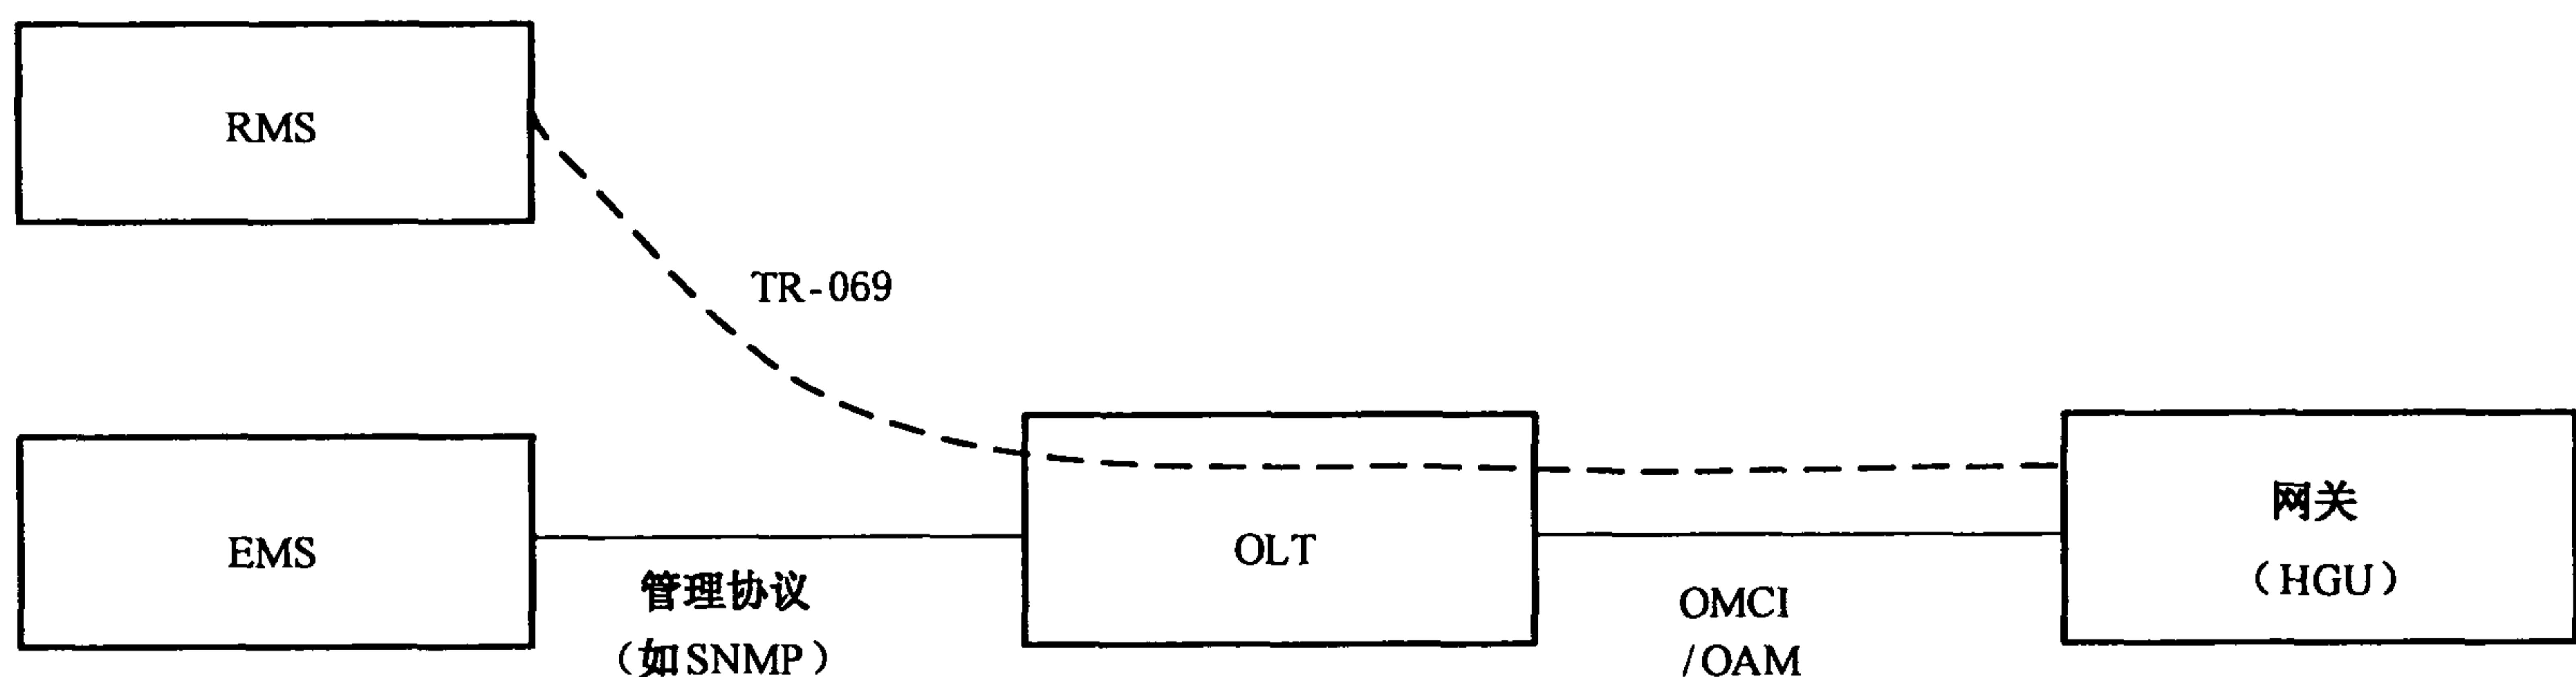 RMS
TR-069
EMS
管理协议
（如SNMP）
OLT
OMCI
/OAM
网关
（HGU）